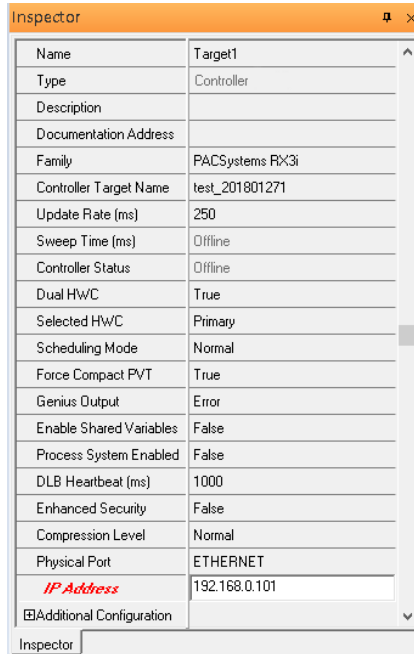 Inspector
Name Target1
Type Controller
Description
Documentation Address
Family PACSystems RX3i
Controller Target Name test_201801271
Update Rate (ms) 250
Sweep Time (ms) Offline
Controller Status Offline
Dual HWC True
Selected HWC Primary
Scheduling Mode Normal
Force Compact PVT True
Genius Output Error
Enable Shared Variables False
Process System Enabled False
DLB Heartbeat (ms) 1000
Enhanced Security False
Compression Level Normal
Physical Port ETHERNET
IP Address 192.168.0.101
Additional Configuration
Inspector